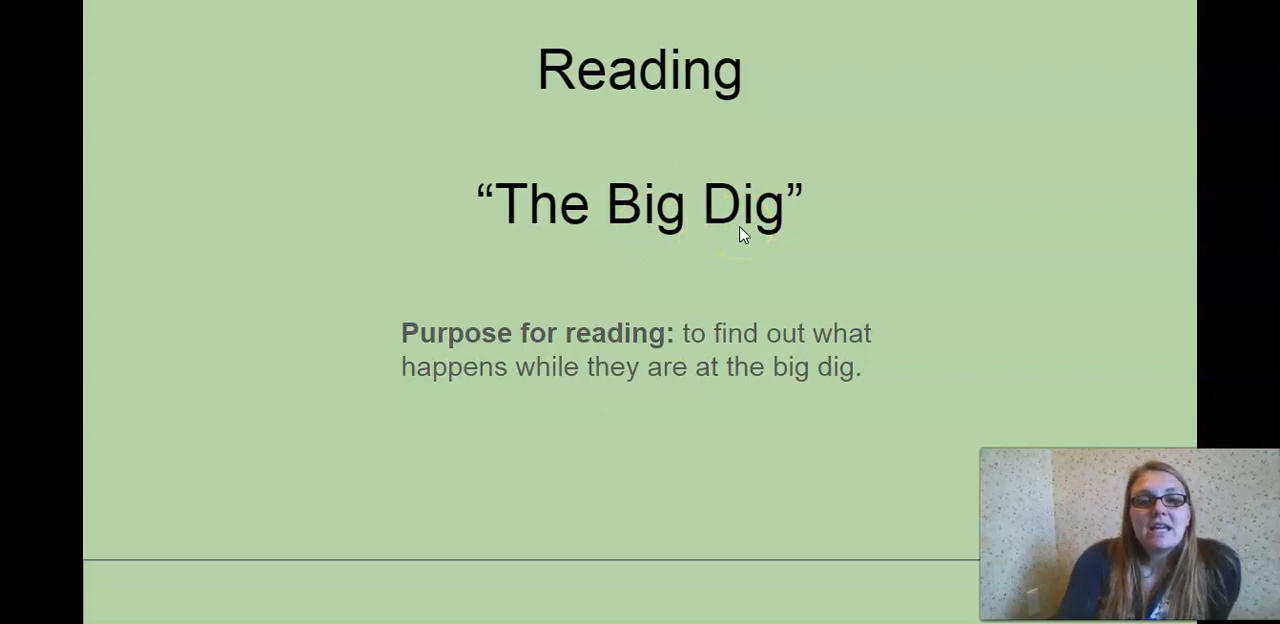 Reading
“The Big Dig”
Purpose for reading: to find out what
happens while they are at the big dig.